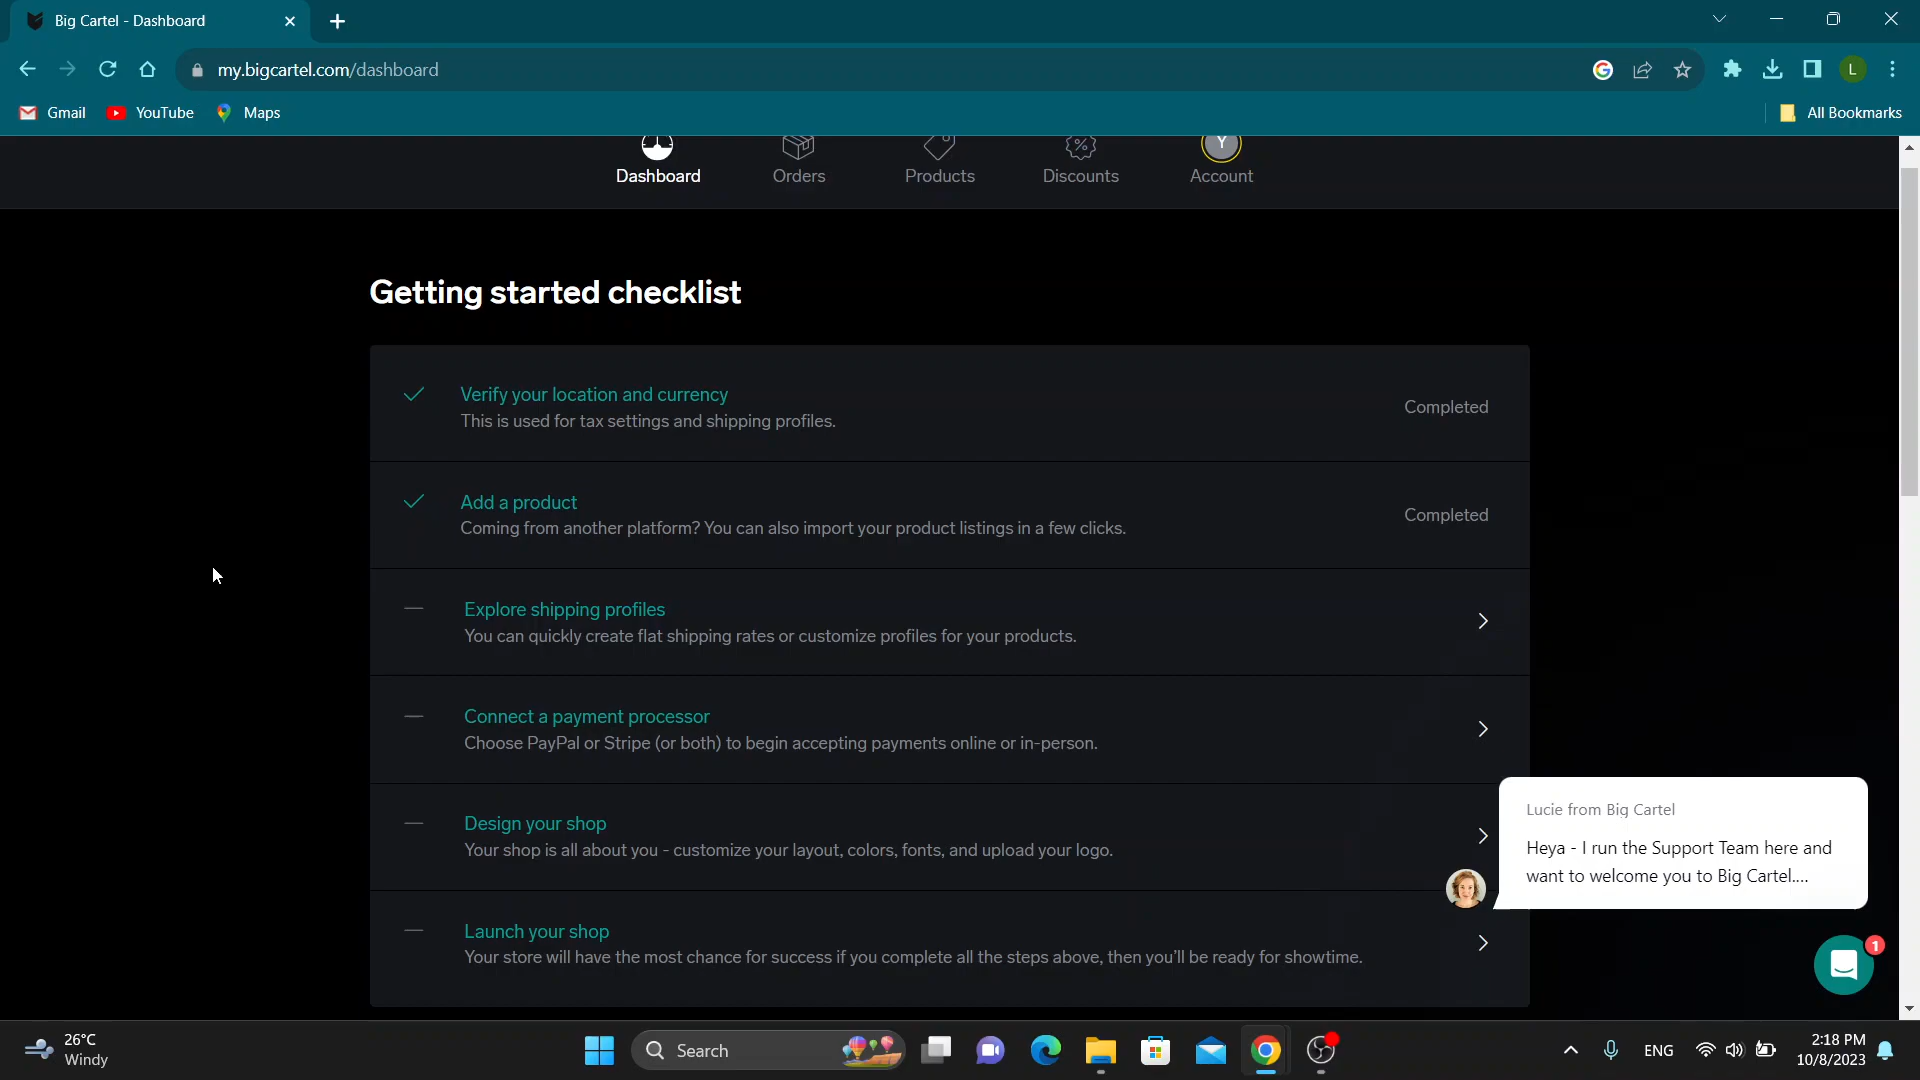 Big Cartel - Dashboard
my.bigcartel.com/dashboard
L
Gmail
YouTube
Maps
All Bookmarks
Y
Dashboard
Orders
Products
Discounts
Account
Getting started checklist
Verify your location and currency
This is used for tax settings and shipping profiles.
Completed
Add a product
Coming from another platform? You can also import your product listings in a few clicks.
Completed
Explore shipping profiles
You can quickly create flat shipping rates or customize profiles for your products.
Connect a payment processor
Choose PayPal or Stripe (or both) to begin accepting payments online or in-person.
Design your shop
Your shop is all about you - customize your layout, colors, fonts, and upload your logo.
Launch your shop
Your store will have the most chance for success if you complete all the steps above, then you'll be ready for showtime.
Lucie from Big Cartel
Heya - I run the Support Team here and
want to welcome you to Big Cartel....
1
26°C
Windy
Search
ENG
2:18 PM
10/8/2023